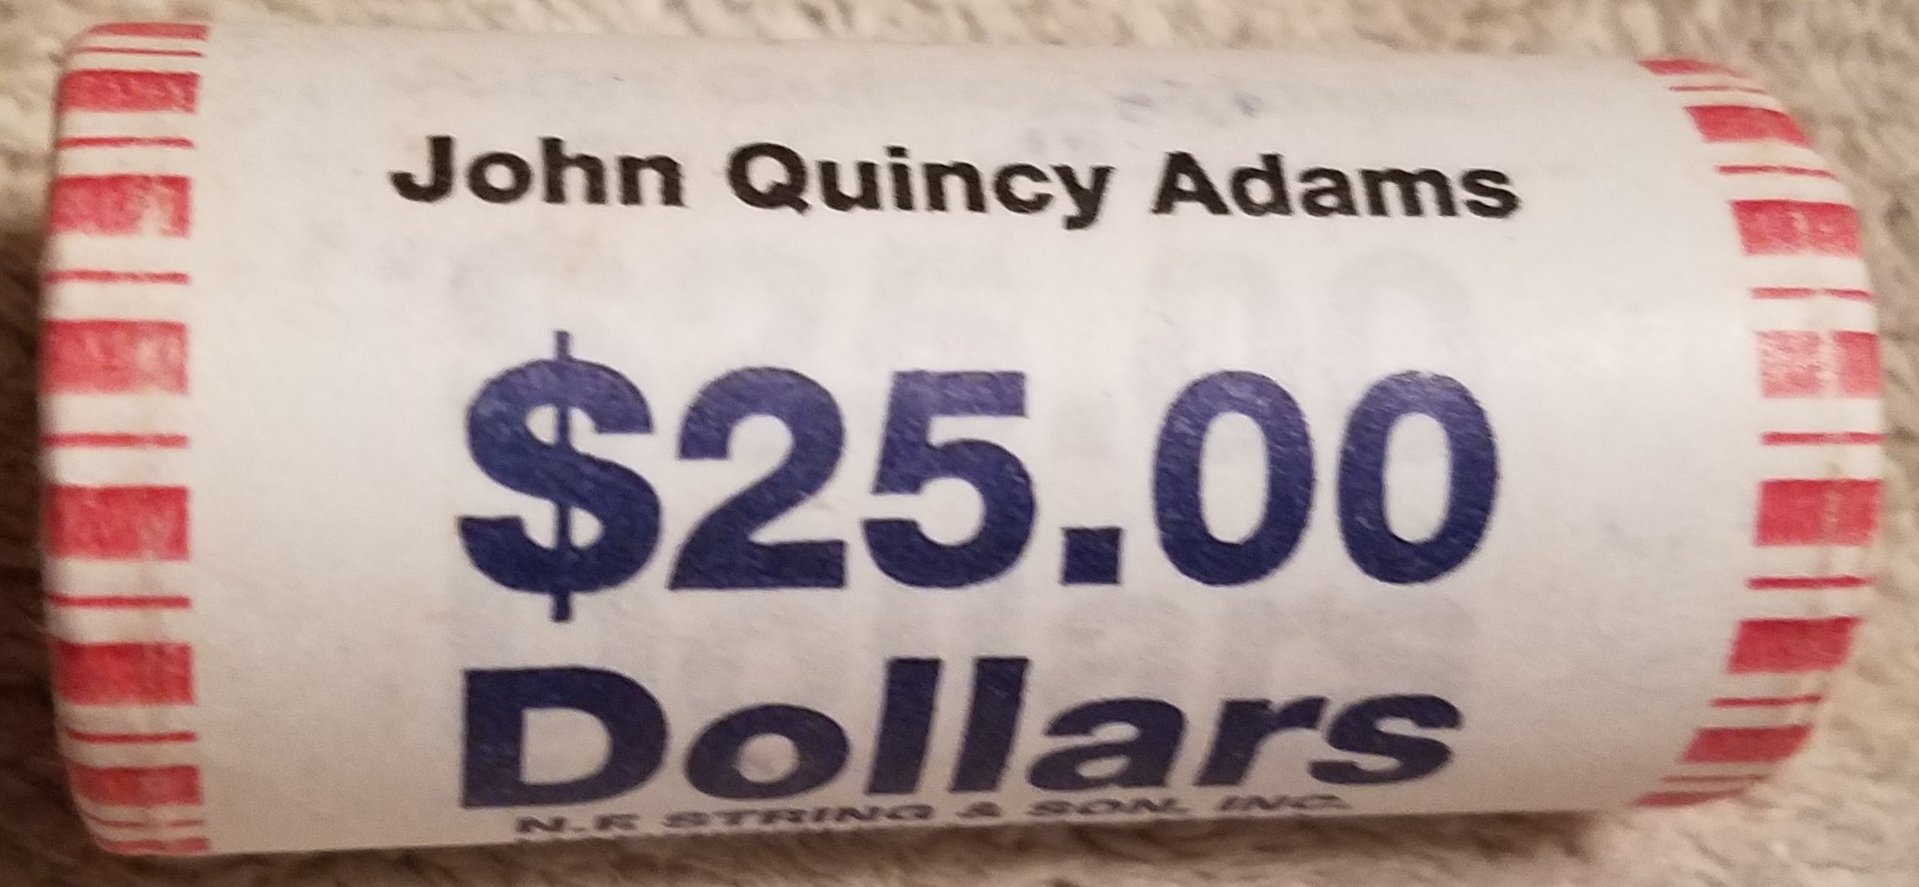 John Quincy Adams
$25.00
Dollars
N.F. STRING & SON, INC.